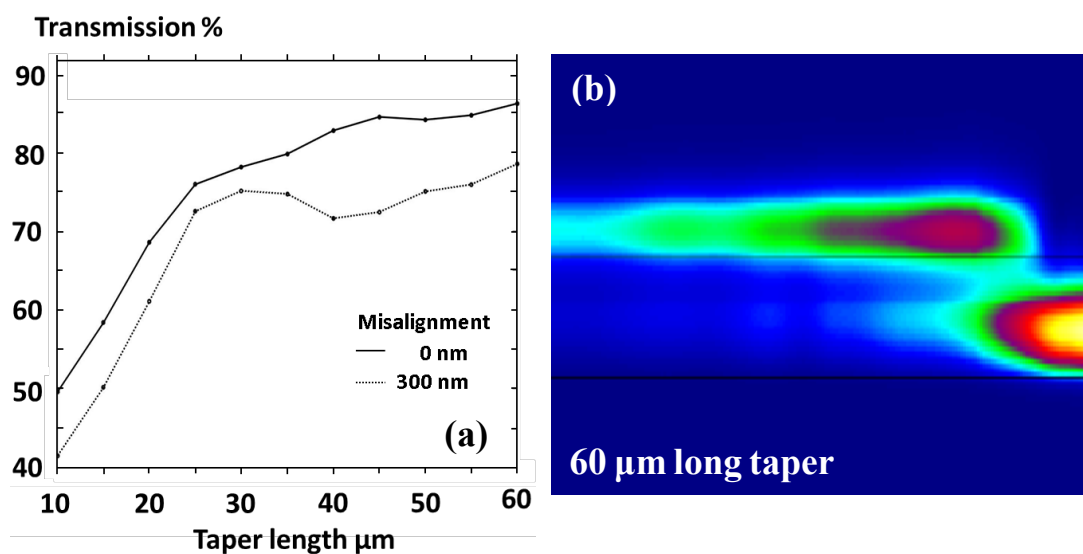 Transmission %
90
80
70
60
50
40
10 20 30 40 50 60
Taper length µm
Misalignment
0 nm
300 nm
(a)
(b)
60 µm long taper